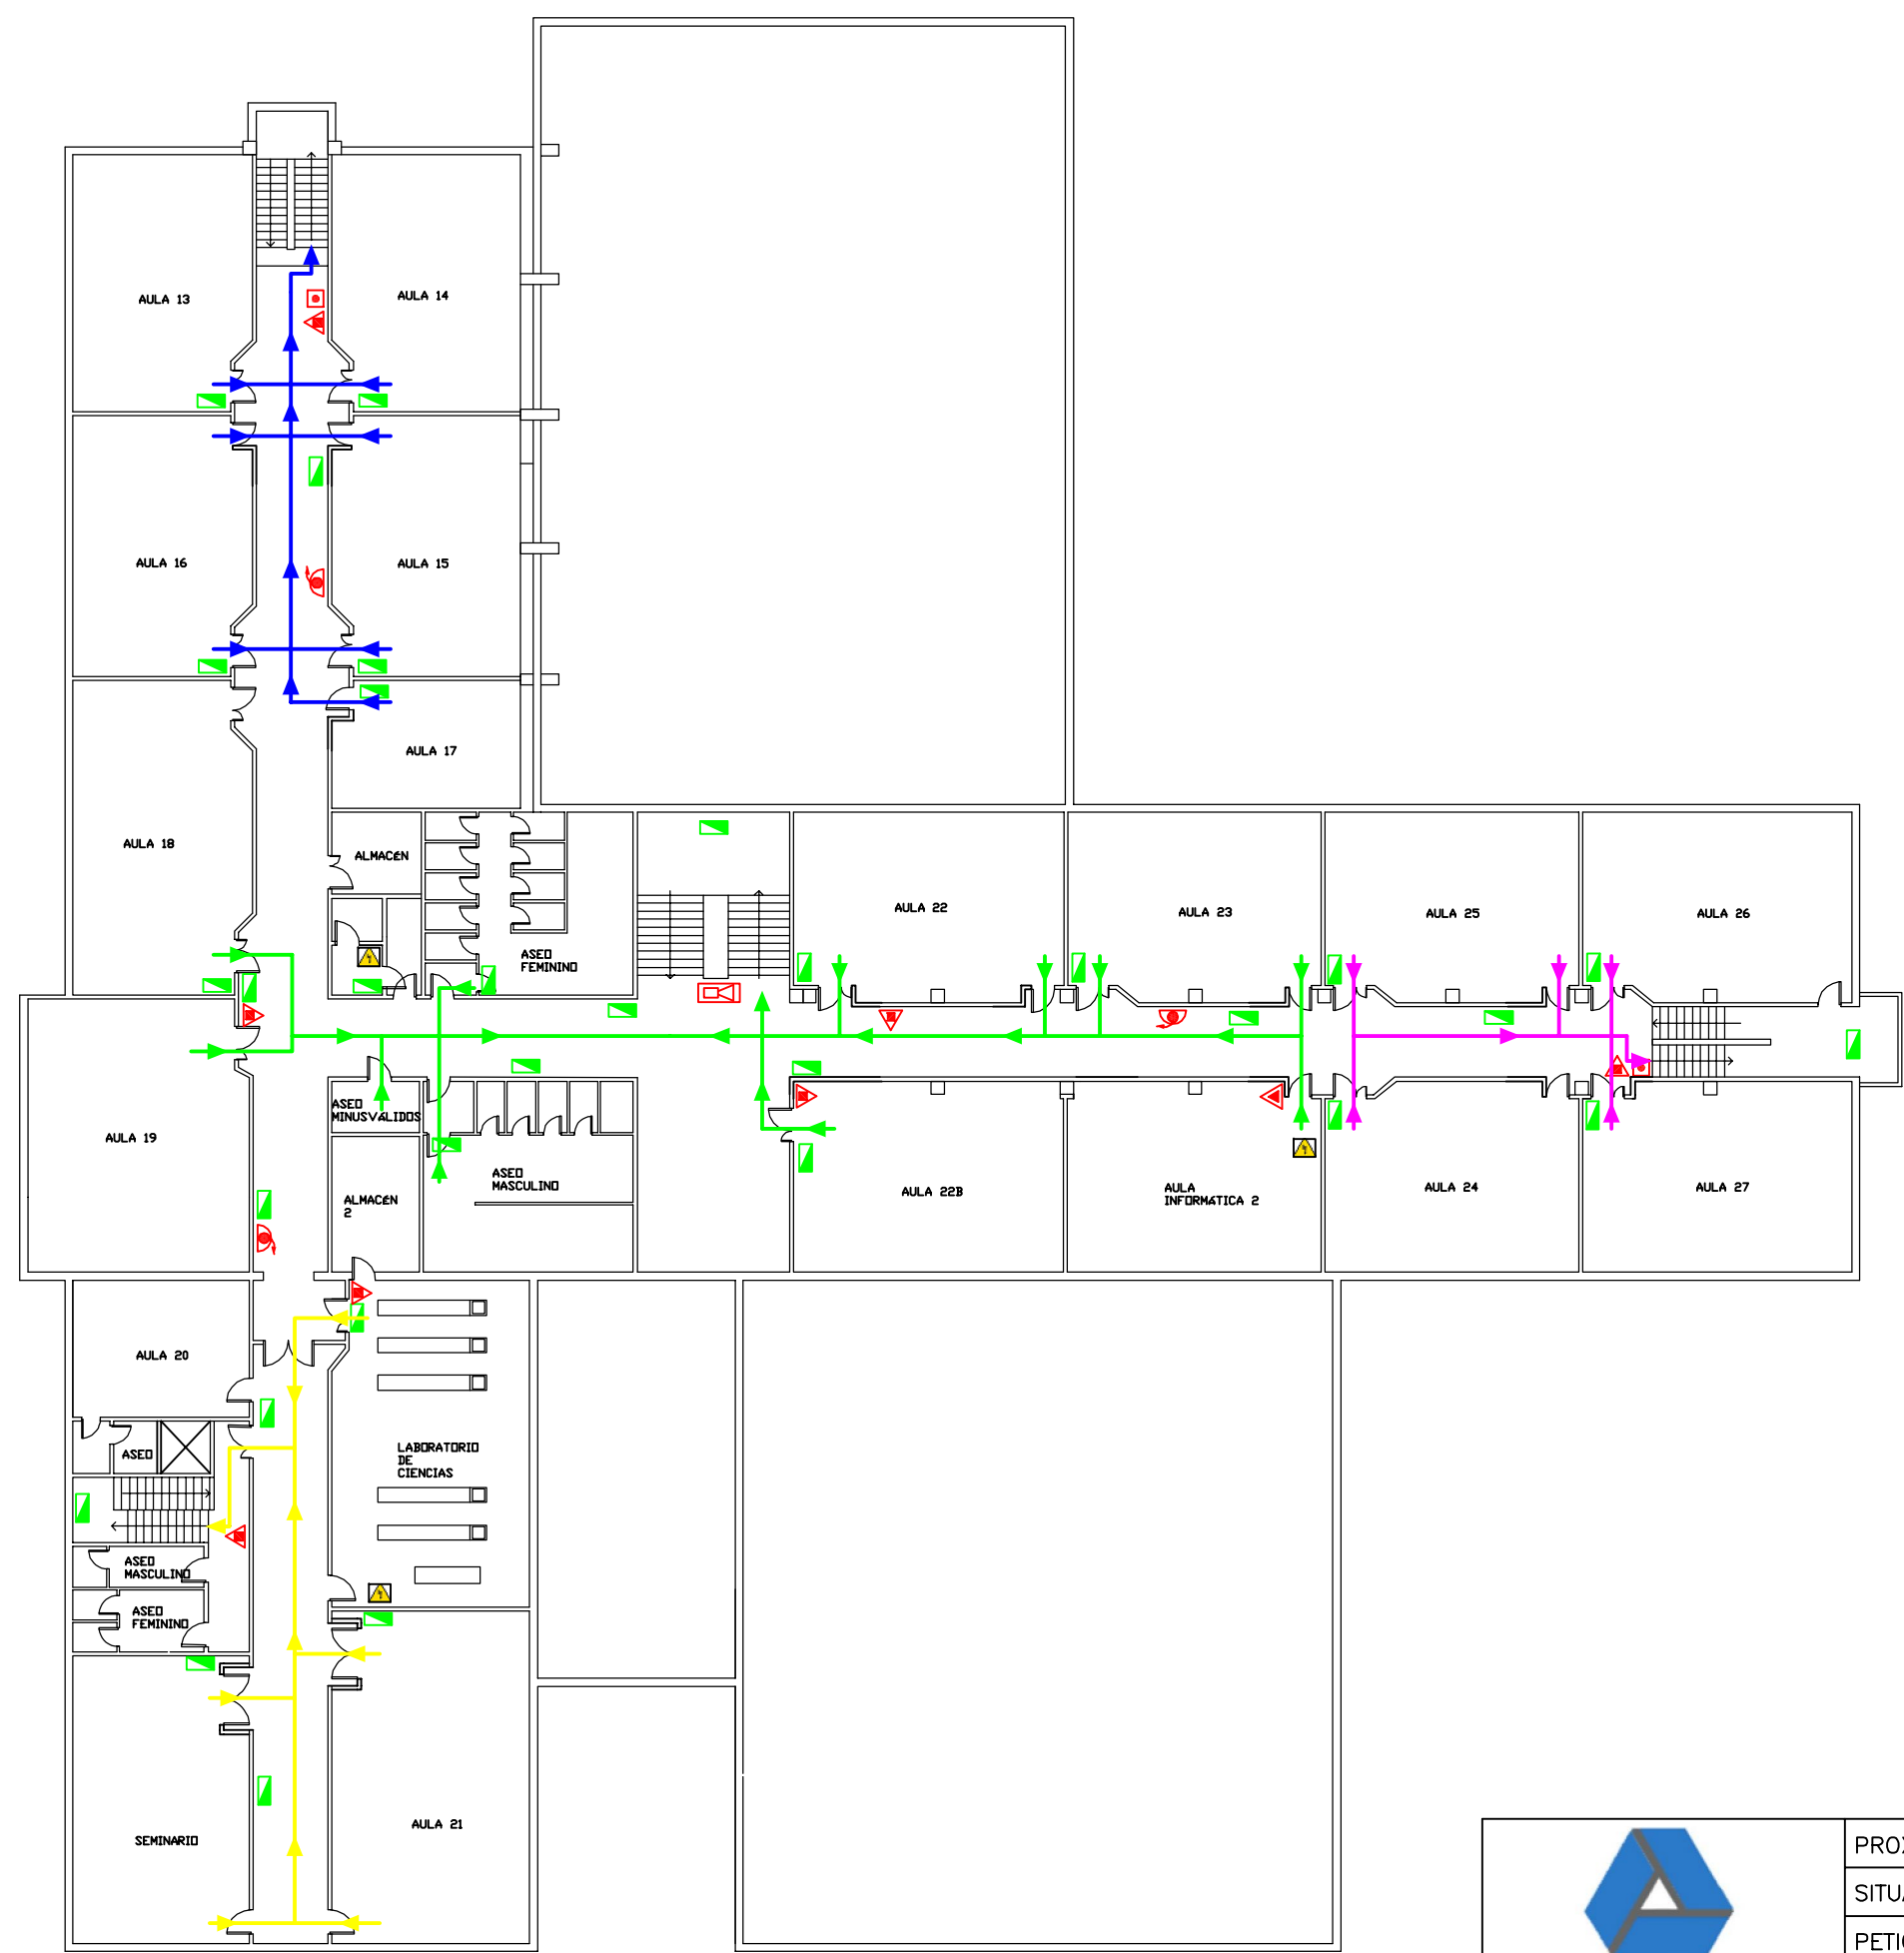 AULA 13
AULA 14
AULA 16
AULA 15
AULA 17
AULA 18
ALMACÉN
ASEO
FEMININO
AULA 22
AULA 23
AULA 25
AULA 26
ASEO
MINUSVÁLIDOS
AULA 19
ASEO
MASCULINO
ALMACÉN
2
AULA 22B
AULA
INFORMÁTICA 2
AULA 24
AULA 27
AULA 20
ASEO
LABORATORIO
DE
CIENCIAS
ASEO
MASCULINO
ASEO
FEMININO
SEMINARIO
AULA 21